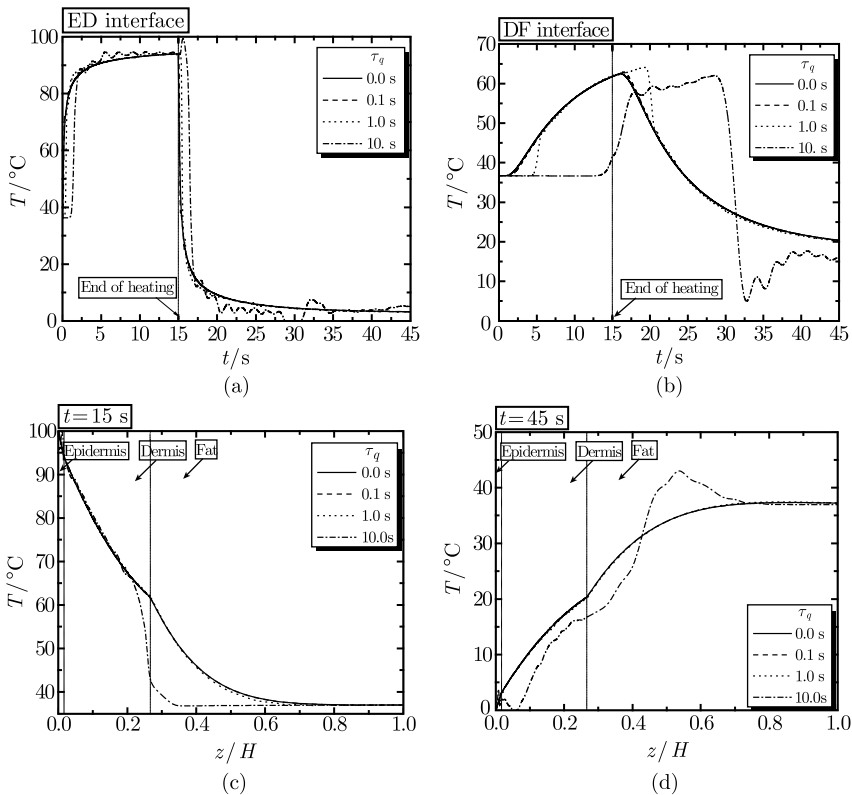 ED interface
100
80
60
40
20
0
T/°C
τq
0.0 s
0.1 s
1.0 s
10. s
End of heating
0 5 10 15 20 25 30 35 40 45
t/s
(a)
DF interface
70
60
50
40
30
20
10
0
T/°C
τq
0.0 s
0.1 s
1.0 s
10. s
End of heating
0 5 10 15 20 25 30 35 40 45
t/s
(b)
t=15 s
100
90
80
70
60
50
40
T/°C
Epidermis Dermis Fat
τq
0.0 s
0.1 s
1.0 s
10.0s
0.0 0.2 0.4 0.6 0.8 1.0
z/H
(c)
t=45 s
50
40
30
20
10
0
T/°C
Epidermis Dermis Fat
τq
0.0 s
0.1 s
1.0 s
10.0s
0.0 0.2 0.4 0.6 0.8 1.0
z/H
(d)